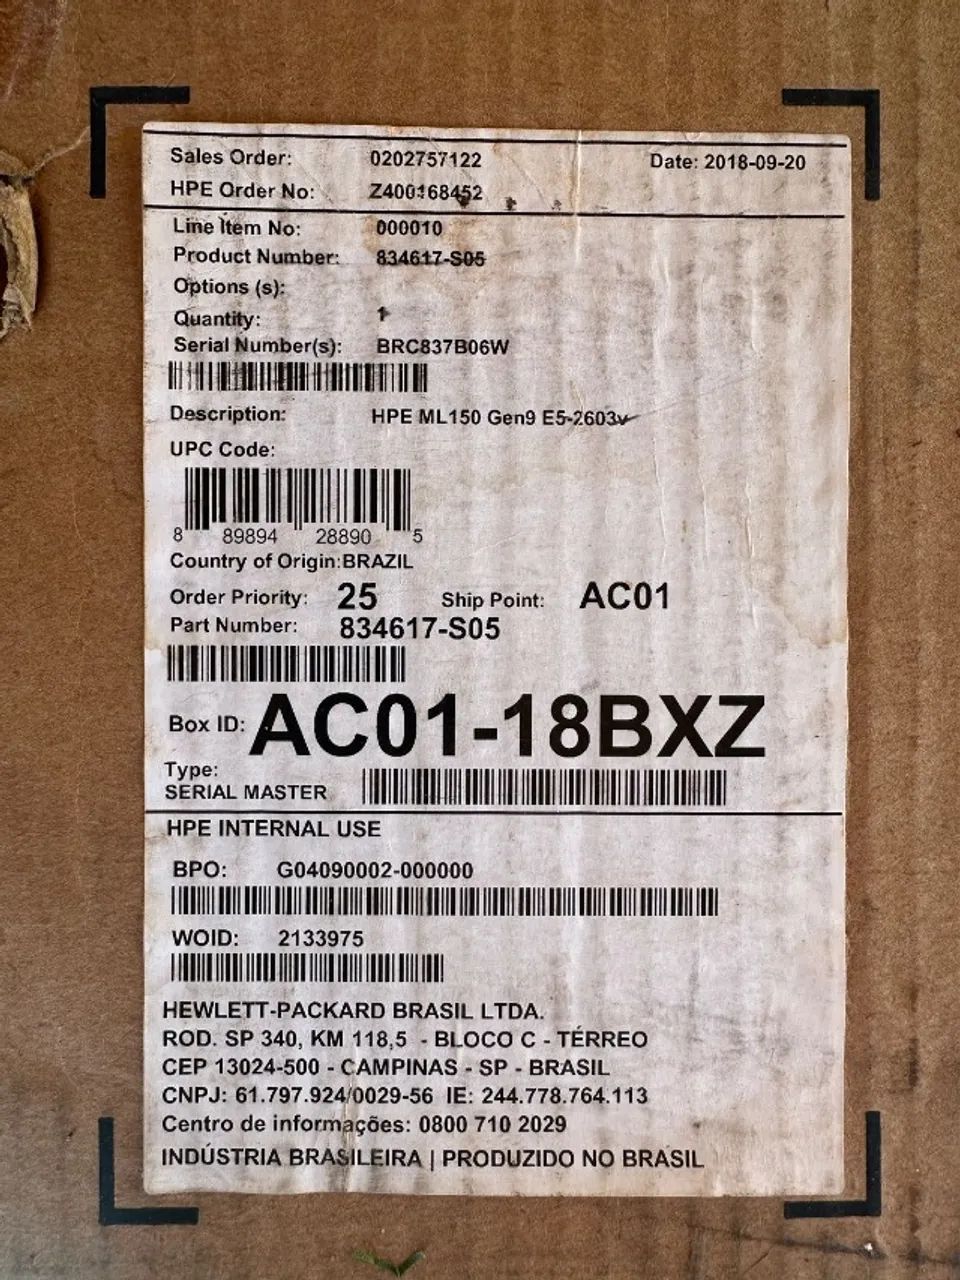 Sales Order: 0202757122 Date: 2018-09-20
HPE Order No: Z400168452
Line Item No: 000010
Product Number: 834617-S05
Options (s):
Quantity: 1
Serial Number(s): BRC837B06W
Description: HPE ML150 Gen9 E5-2603v
UPC Code:
8 89894 28890 5
Country of Origin:BRAZIL
Order Priority: 25 Ship Point: AC01
Part Number: 834617-S05
Box ID: AC01-18BXZ
Type:
SERIAL MASTER
HPE INTERNAL USE
BPO: G04090002-000000
WOID: 2133975
HEWLETT-PACKARD BRASIL LTDA.
ROD. SP 340, KM 118,5 - BLOCO C - TÉRREO
CEP 13024-500 - CAMPINAS - SP - BRASIL
CNPJ: 61.797.924/0029-56 IE: 244.778.764.113
Centro de informações: 0800 710 2029
INDÚSTRIA BRASILEIRA | PRODUZIDO NO BRASIL